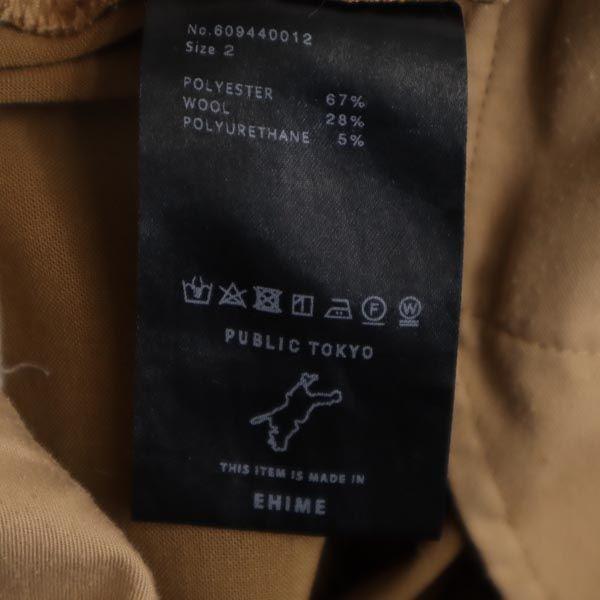 No.609440012
Size 2
POLYESTER 67%
WOOL 28%
POLYURETHANE 5%
F
W
PUBLIC TOKYO
THIS ITEM IS MADE IN
EHIME